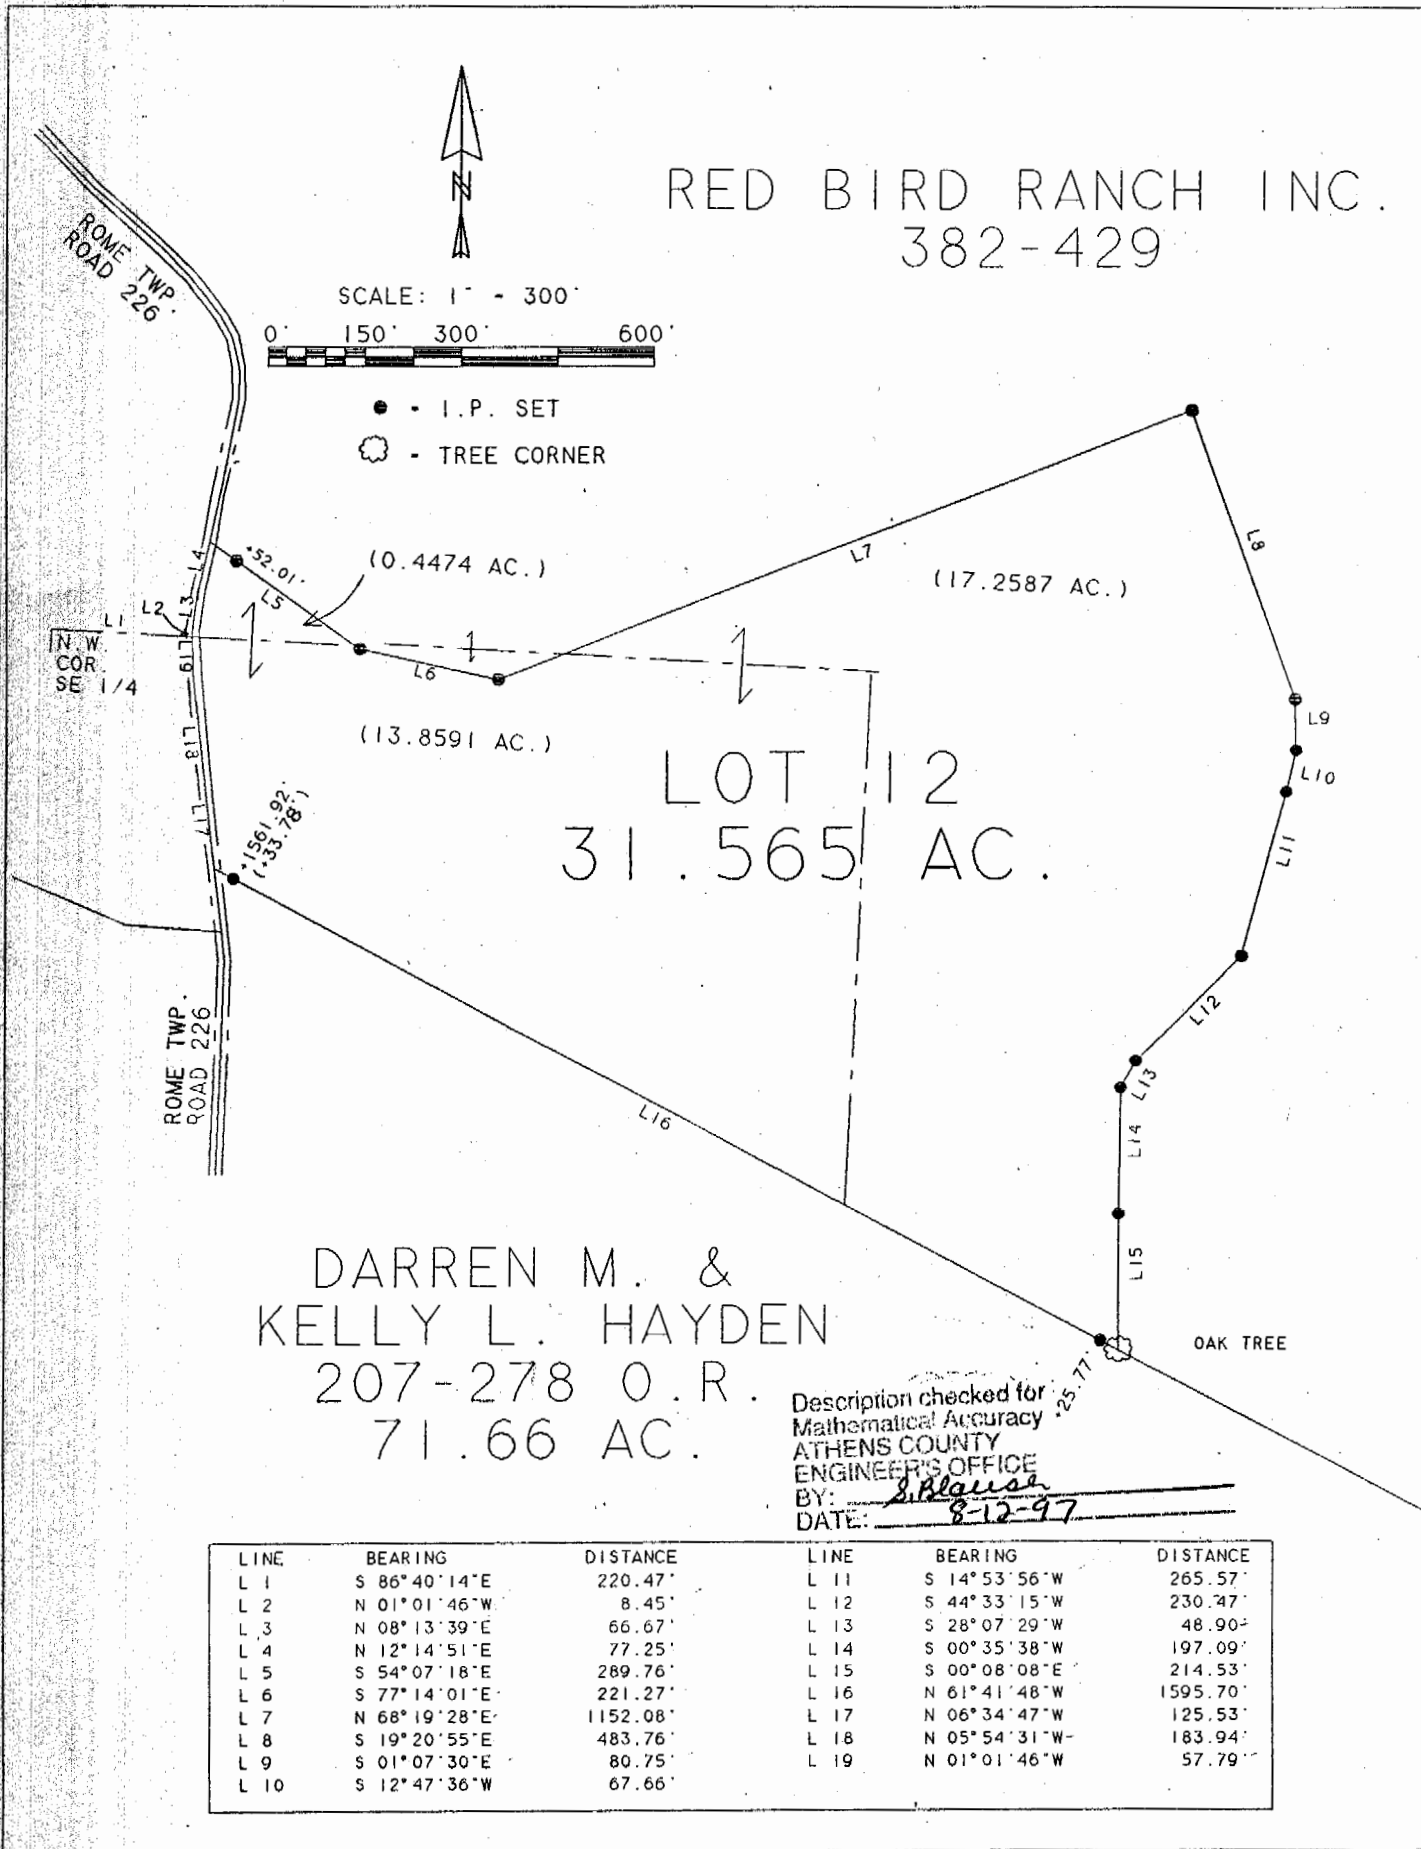 N
RED BIRD RANCH INC.
382-429
ROME TWP.
ROAD 226
SCALE: 1" - 300'
0' 150' 300' 600'
- I.P. SET
- TREE CORNER
+52.01'
(0.4474 AC.)
(17.2587 AC.)
L1
L2
L3
L4
L5
L6
L7
L8
L9
L10
L11
L12
L13
L14
L15
L16
L17
L18
L19
N.W.
COR.
SE 1/4
(13.8591 AC.)
LOT 12
31.565 AC.
+1561.92'
(+33.78')
ROME TWP.
ROAD 226
DARREN M. &
KELLY L. HAYDEN
207-278 O.R.
71.66 AC.
OAK TREE
+25.77'
Description checked for
Mathematical Accuracy
ATHENS COUNTY
ENGINEER'S OFFICE
BY: S. Blausen
DATE: 8-12-97
LINE BEARING DISTANCE LINE BEARING DISTANCE
L 1 S 86°40'14"E 220.47' L 11 S 14°53'56"W 265.57'
L 2 N 01°01'46"W 8.45' L 12 S 44°33'15"W 230.47'
L 3 N 08°13'39"E 66.67' L 13 S 28°07'29"W 48.90'
L 4 N 12°14'51"E 77.25' L 14 S 00°35'38"W 197.09'
L 5 S 54°07'18"E 289.76' L 15 S 00°08'08"E 214.53'
L 6 S 77°14'01"E 221.27' L 16 N 61°41'48"W 1595.70'
L 7 N 68°19'28"E 1152.08' L 17 N 06°34'47"W 125.53'
L 8 S 19°20'55"E 483.76' L 18 N 05°54'31"W 183.94'
L 9 S 01°07'30"E 80.75' L 19 N 01°01'46"W 57.79'
L 10 S 12°47'36"W 67.66'